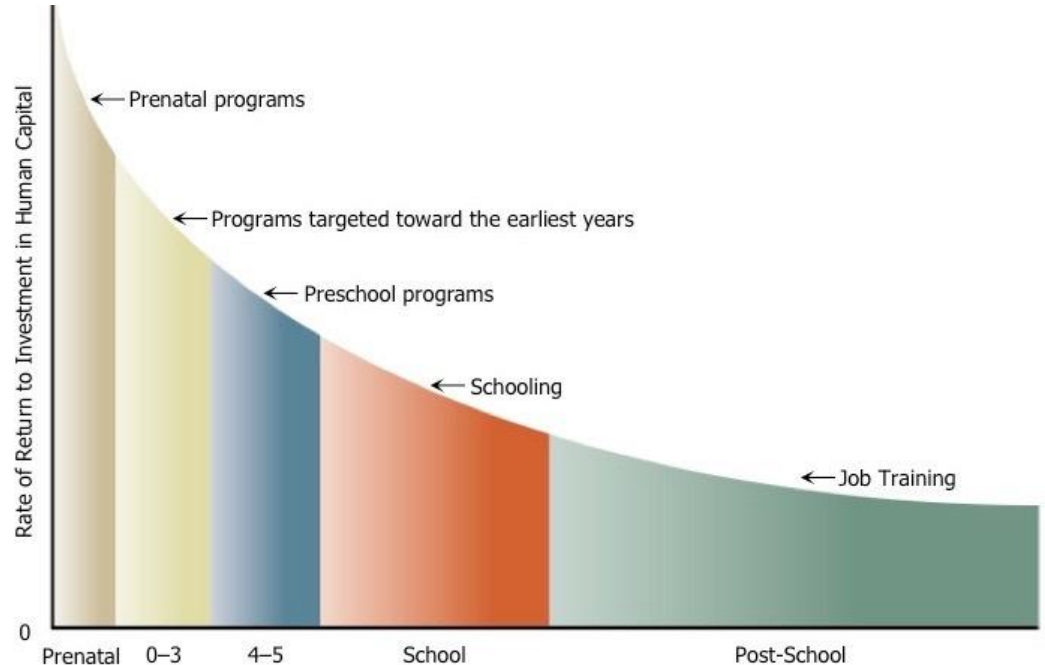 Rate of Return to Investment in Human Capital
Prenatal programs
Programs targeted toward the earliest years
Preschool programs
Schooling
Job Training
0
Prenatal
0–3
4–5
School
Post-School